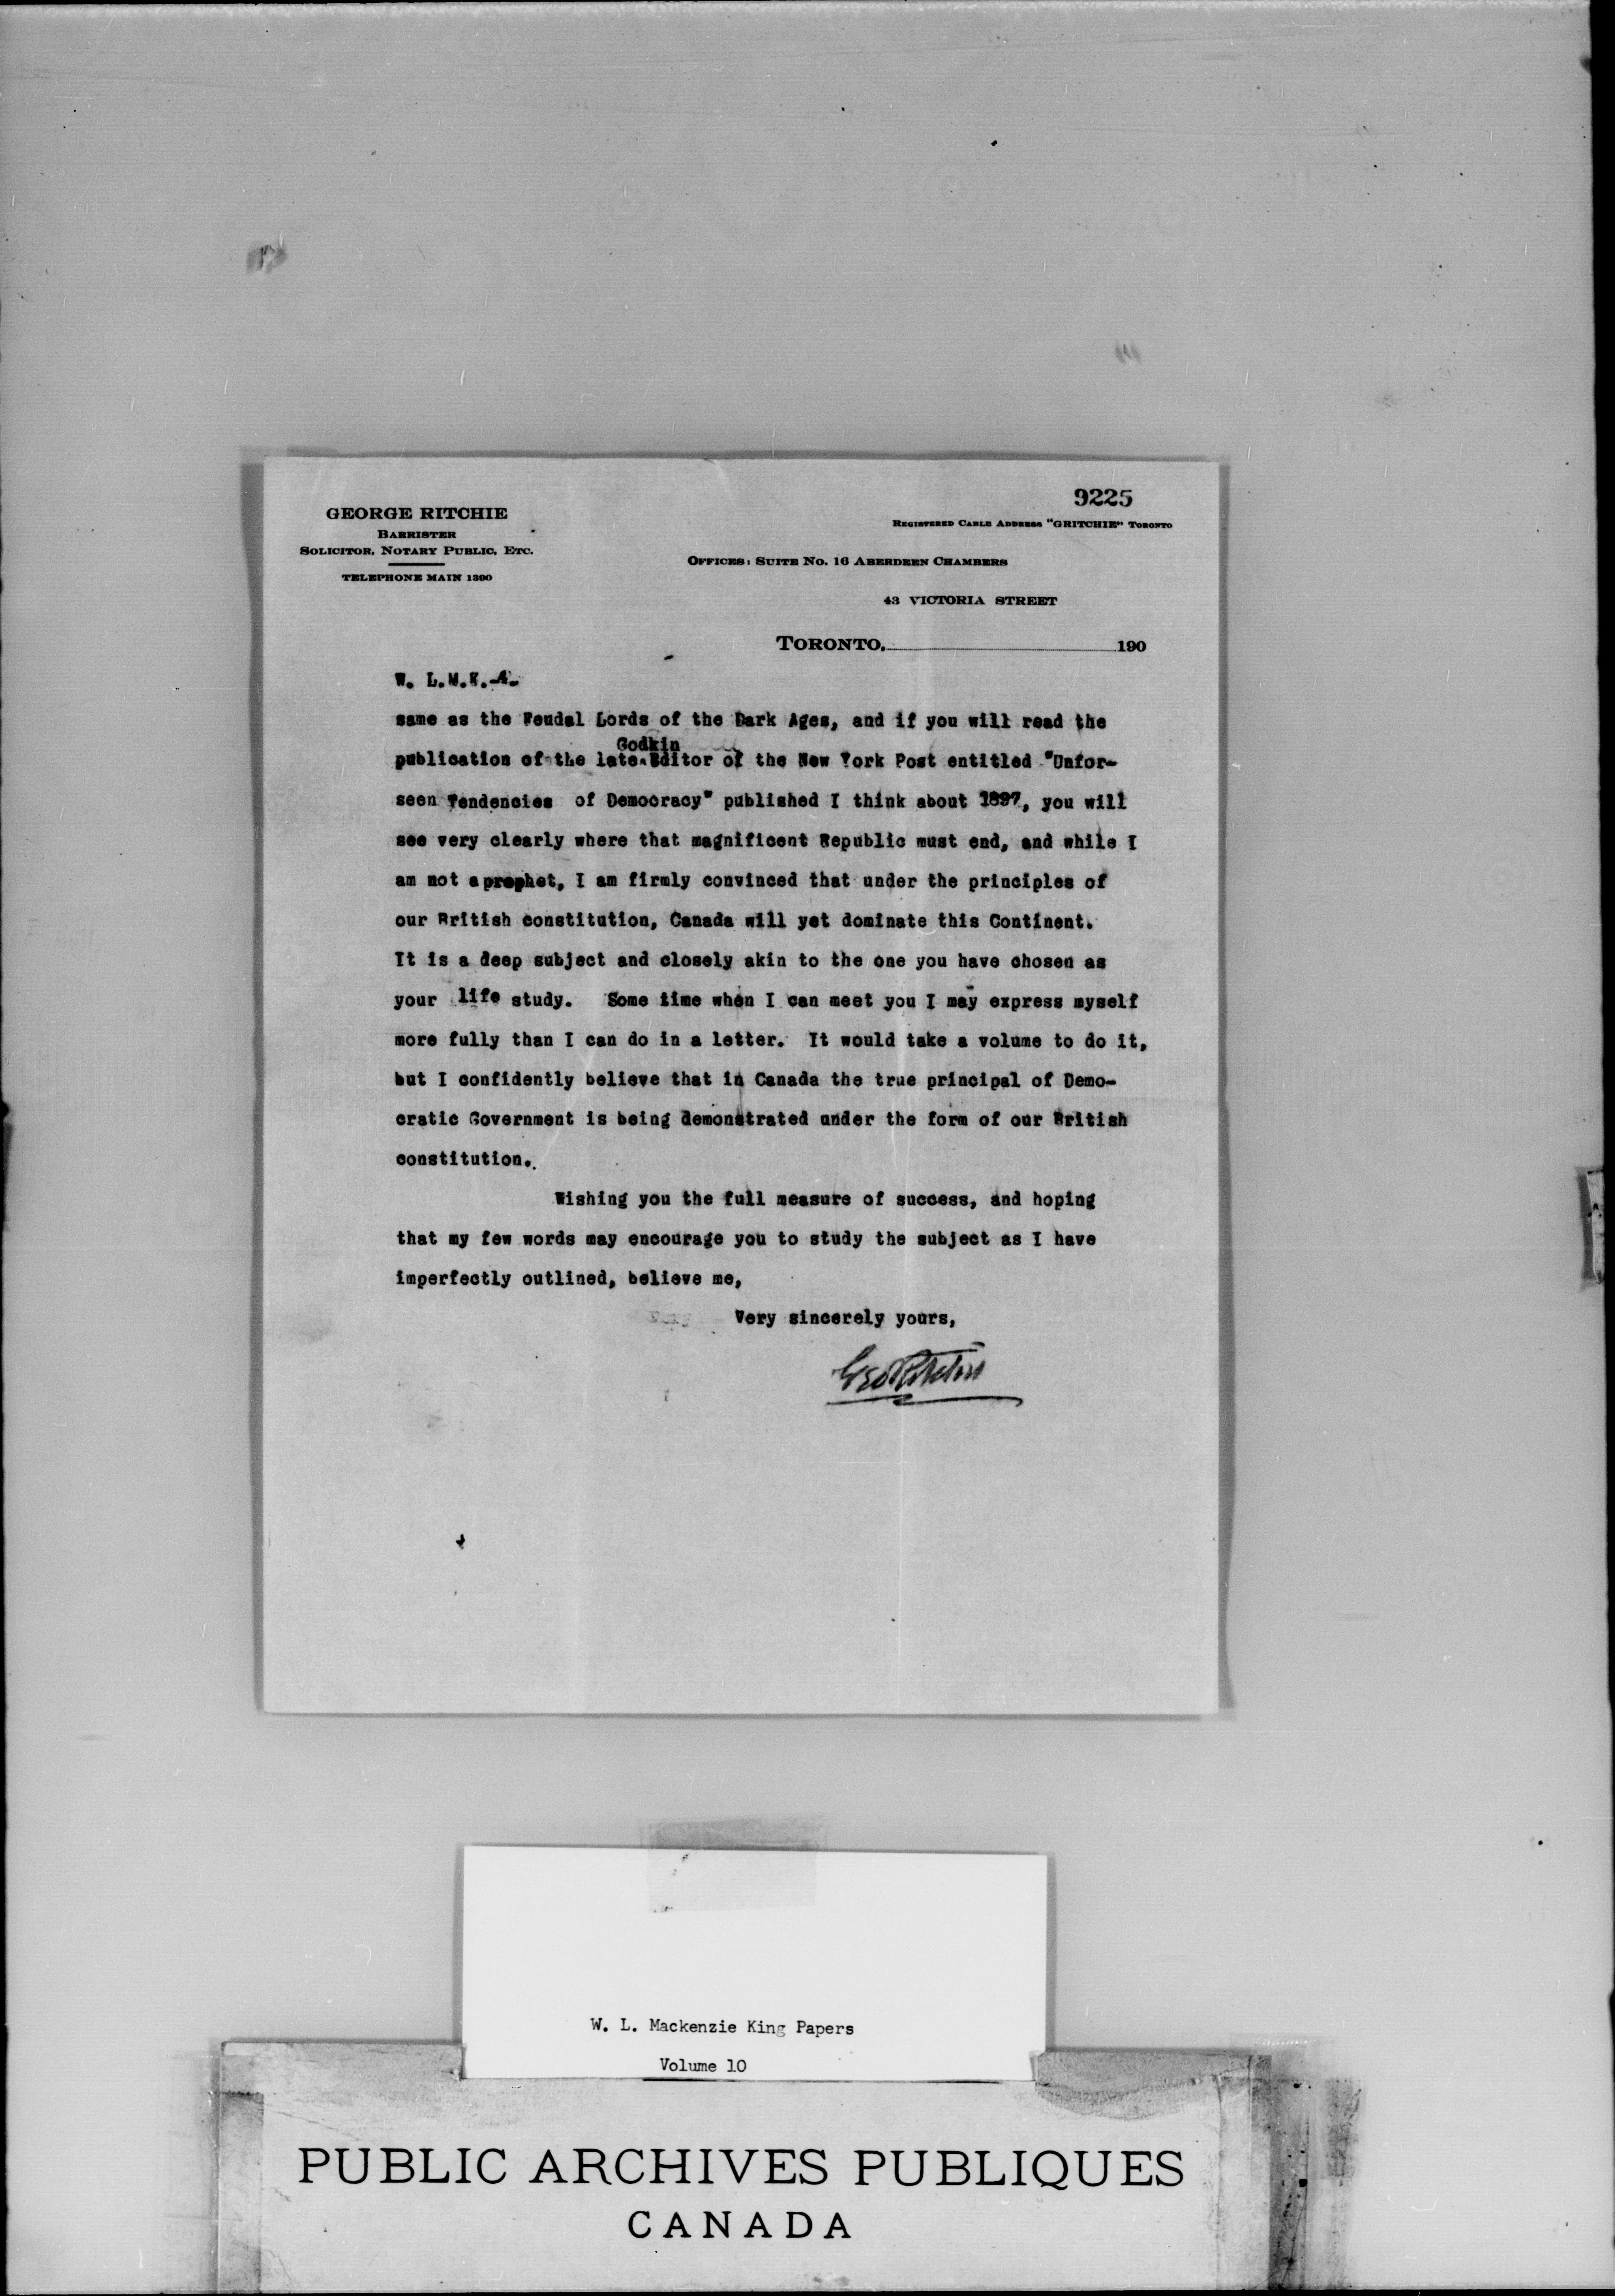 9225
GEORGE RITCHIE
BARRISTER
SOLICITOR, NOTARY PUBLIC, ETC.
TELEPHONE MAIN 1390
REGISTERED CABLE ADDRESS "GRITCHIE" TORONTO
OFFICES: SUITE NO. 16 ABERDEEN CHAMBERS
43 VICTORIA STREET
TORONTO, 190
W. L.M.K.-4-
same as the Feudal Lords of the Dark Ages, and if you will read the
Godkin
publication of the late Editor of the New York Post entitled "Unfor-
seen Tendencies of Democracy" published I think about 1897, you will
see very clearly where that magnificent Republic must end, and while I
am not a prophet, I am firmly convinced that under the principles of
our British constitution, Canada will yet dominate this Continent.
It is a deep subject and closely akin to the one you have chosen as
your life study. Some time when I can meet you I may express myself
more fully than I can do in a letter. It would take a volume to do it,
but I confidently believe that in Canada the true principal of Demo-
cratic Government is being demonstrated under the form of our British
constitution.
Wishing you the full measure of success, and hoping
that my few words may encourage you to study the subject as I have
imperfectly outlined, believe me,
Very sincerely yours,
Geo Ritchie
W. L. Mackenzie King Papers
Volume 10
PUBLIC ARCHIVES PUBLIQUES
CANADA